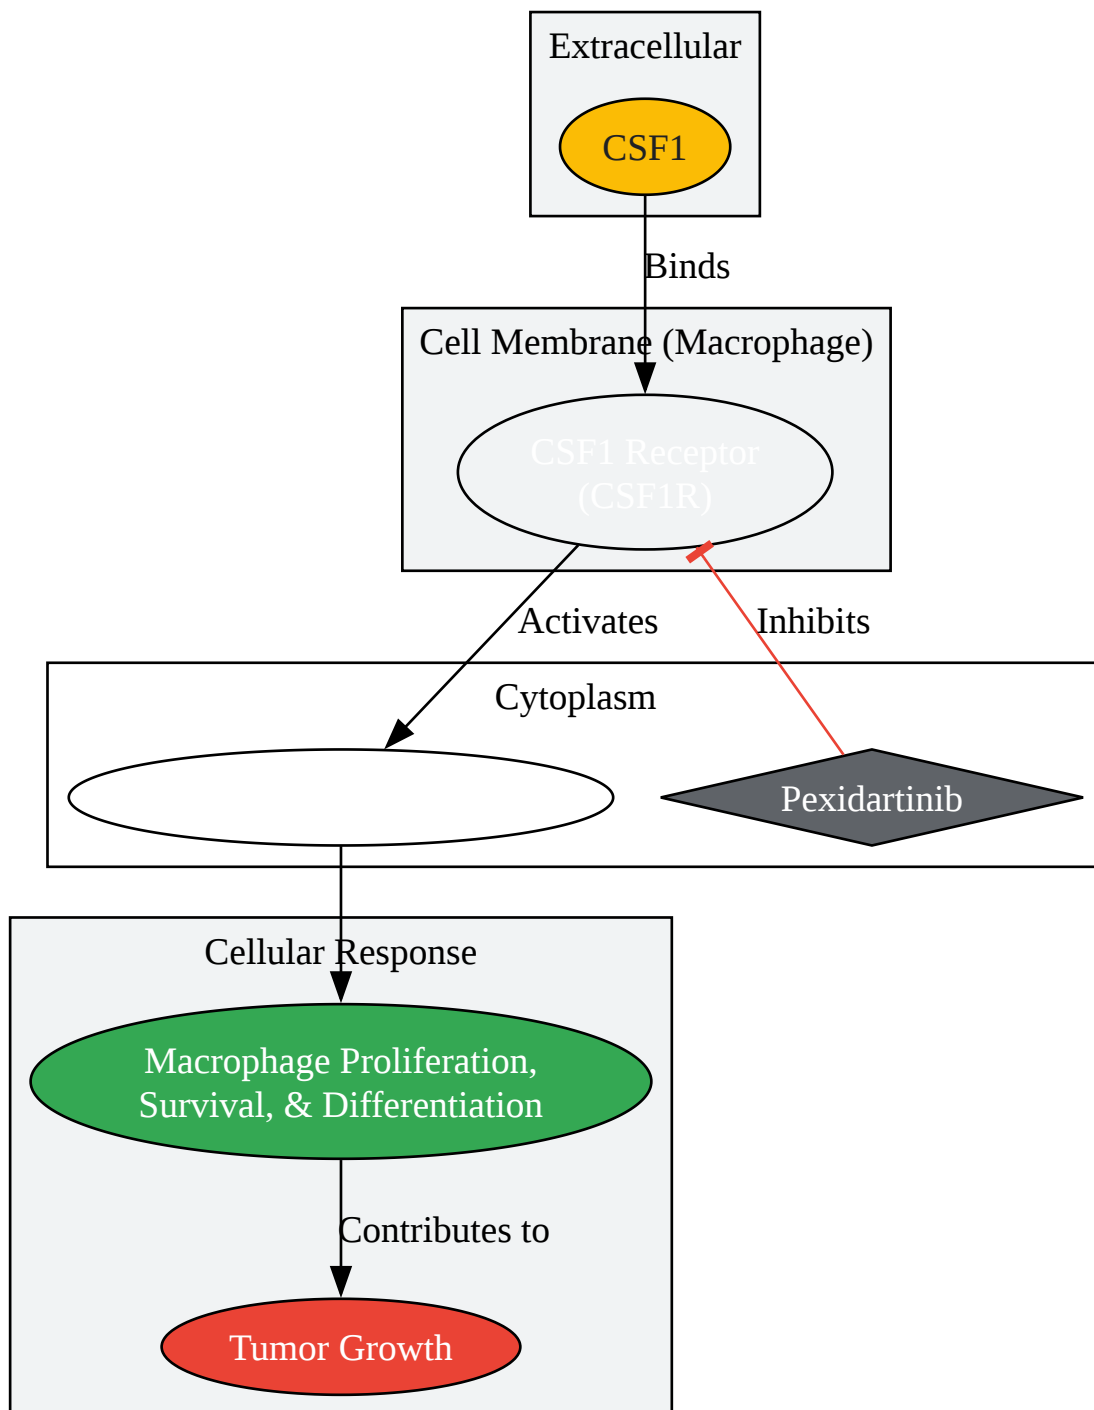 Extracellular
CSF1
Binds
Cell Membrane (Macrophage)
CSF1 Receptor
(CSF1R)
Activates
Inhibits
Cytoplasm
Pexidartinib
Cellular Response
Macrophage Proliferation,
Survival, & Differentiation
Contributes to
Tumor Growth